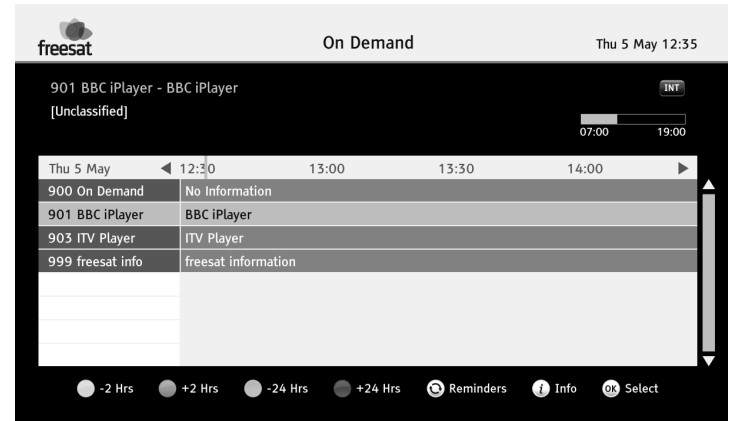 freesat
On Demand
Thu 5 May 12:35
901 BBC iPlayer - BBC iPlayer
INT
[Unclassified]
07:00 19:00
Thu 5 May 12:30 13:00 13:30 14:00
900 On Demand No Information
901 BBC iPlayer BBC iPlayer
903 ITV Player ITV Player
999 freesat info freesat information
-2 Hrs +2 Hrs -24 Hrs +24 Hrs Reminders i Info OK Select